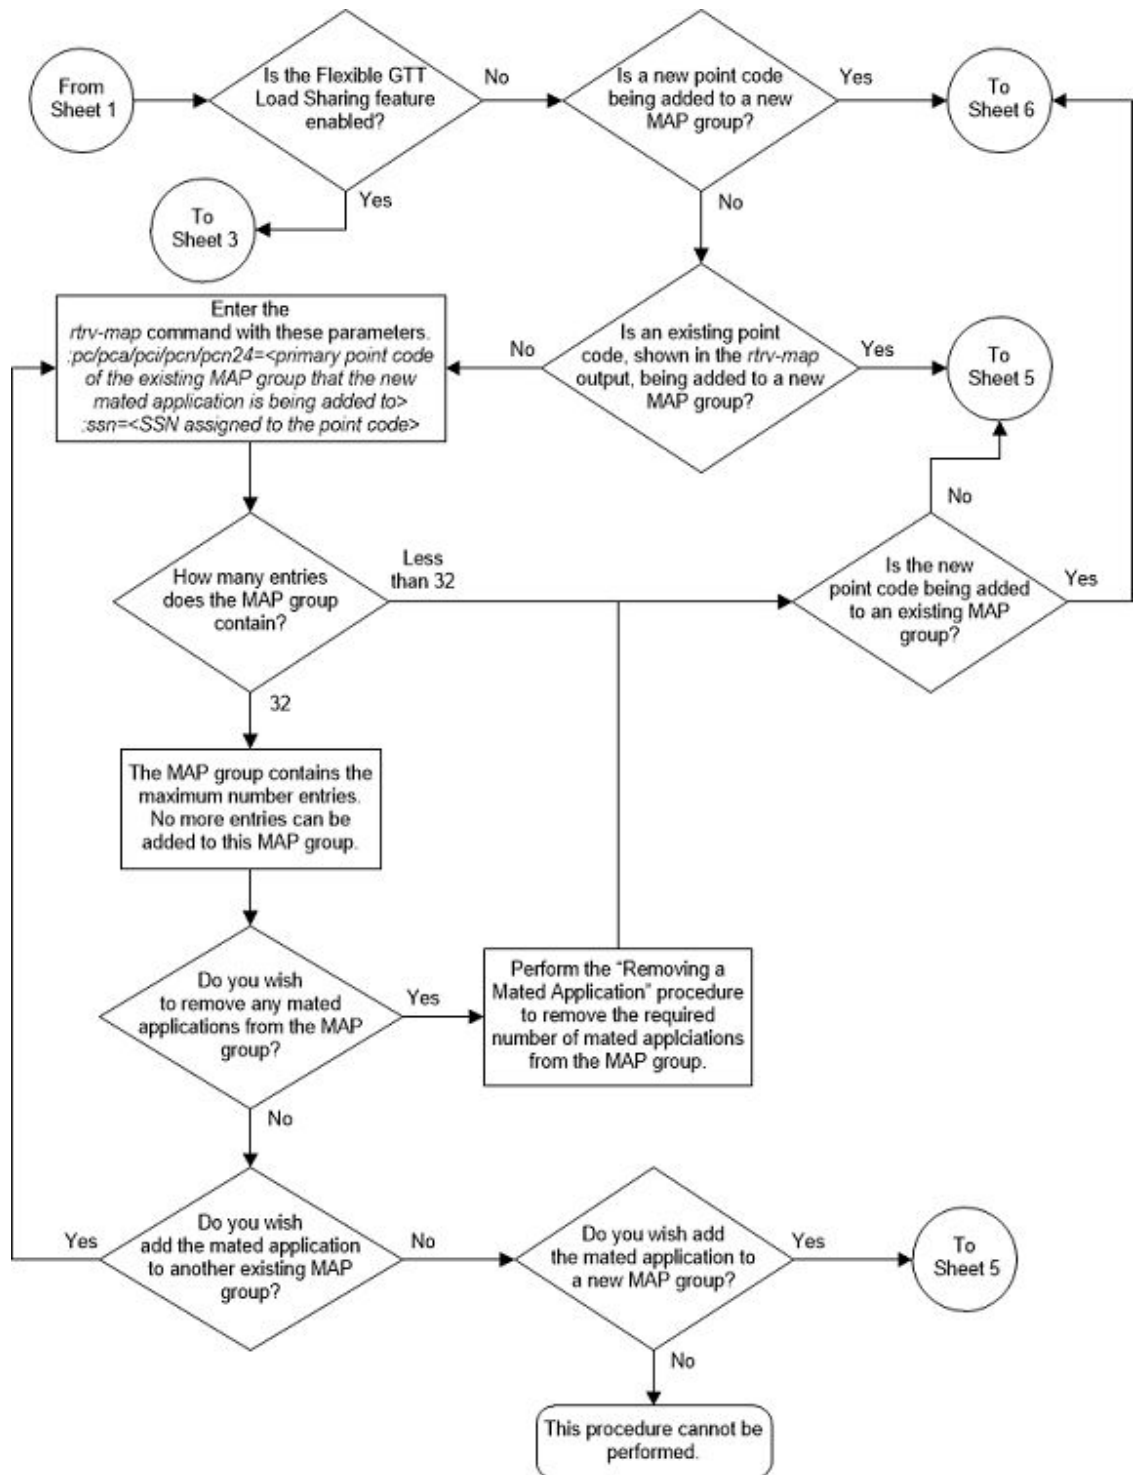 From
Sheet 1
Is the Flexible GTT
Load Sharing feature
enabled?
No
Is a new point code
being added to a new
MAP group?
Yes
To
Sheet 6
Yes
No
To
Sheet 3
Enter the
rtrv-map command with these parameters.
:pc/pca/pci/pcn/pcn24=<primary point code
of the existing MAP group that the new
mated application is being added to>
:ssn=<SSN assigned to the point code>
No
Is an existing point
code, shown in the rtrv-map
output, being added to a new
MAP group?
Yes
To
Sheet 5
No
How many entries
does the MAP group
contain?
Less
than 32
Is the new
point code being added
to an existing MAP
group?
Yes
32
The MAP group contains the
maximum number entries.
No more entries can be
added to this MAP group.
Do you wish
to remove any mated
applications from the MAP
group?
Yes
Perform the “Removing a
Mated Application” procedure
to remove the required
number of mated applciations
from the MAP group.
No
Yes
Do you wish
add the mated application
to another existing MAP
group?
No
Do you wish add
the mated application to
a new MAP group?
Yes
To
Sheet 5
No
This procedure cannot be
performed.